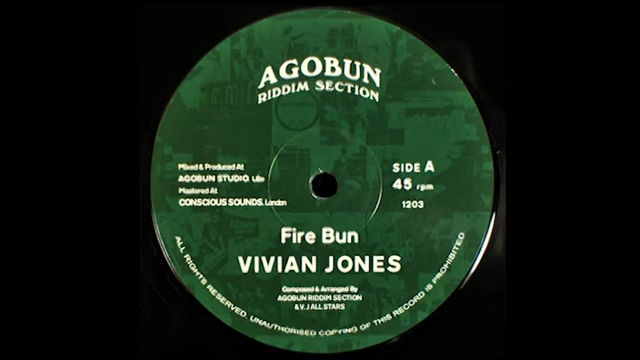 AGOBUN
RIDDIM SECTION
Mixed & Produced At
AGOBUN STUDIO. Lille
Mastered At
CONSCIOUS SOUNDS. London
SIDE A
45 rpm
1203
Fire Bun
VIVIAN JONES
Composed & Arranged By
AGOBUN RIDDIM SECTION
& V.J ALL STARS
ALL RIGHTS RESERVED. UNAUTHORISED COPYING OF THIS RECORD IS PROHIBITED